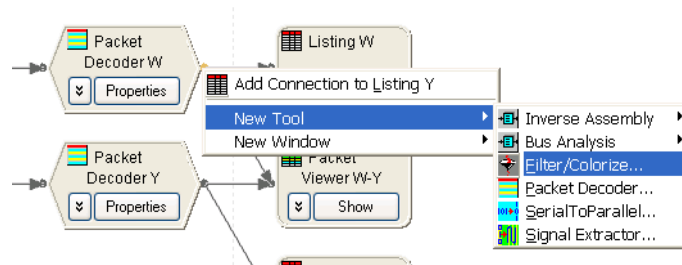 Packet
Decoder W
Properties
Listing W
Add Connection to Listing Y
New Tool
New Window
Inverse Assembly
Bus Analysis
Filter/Colorize...
Packet Decoder...
SerialToParallel...
Signal Extractor...
Packet
Decoder Y
Properties
Packet
Viewer W-Y
Show